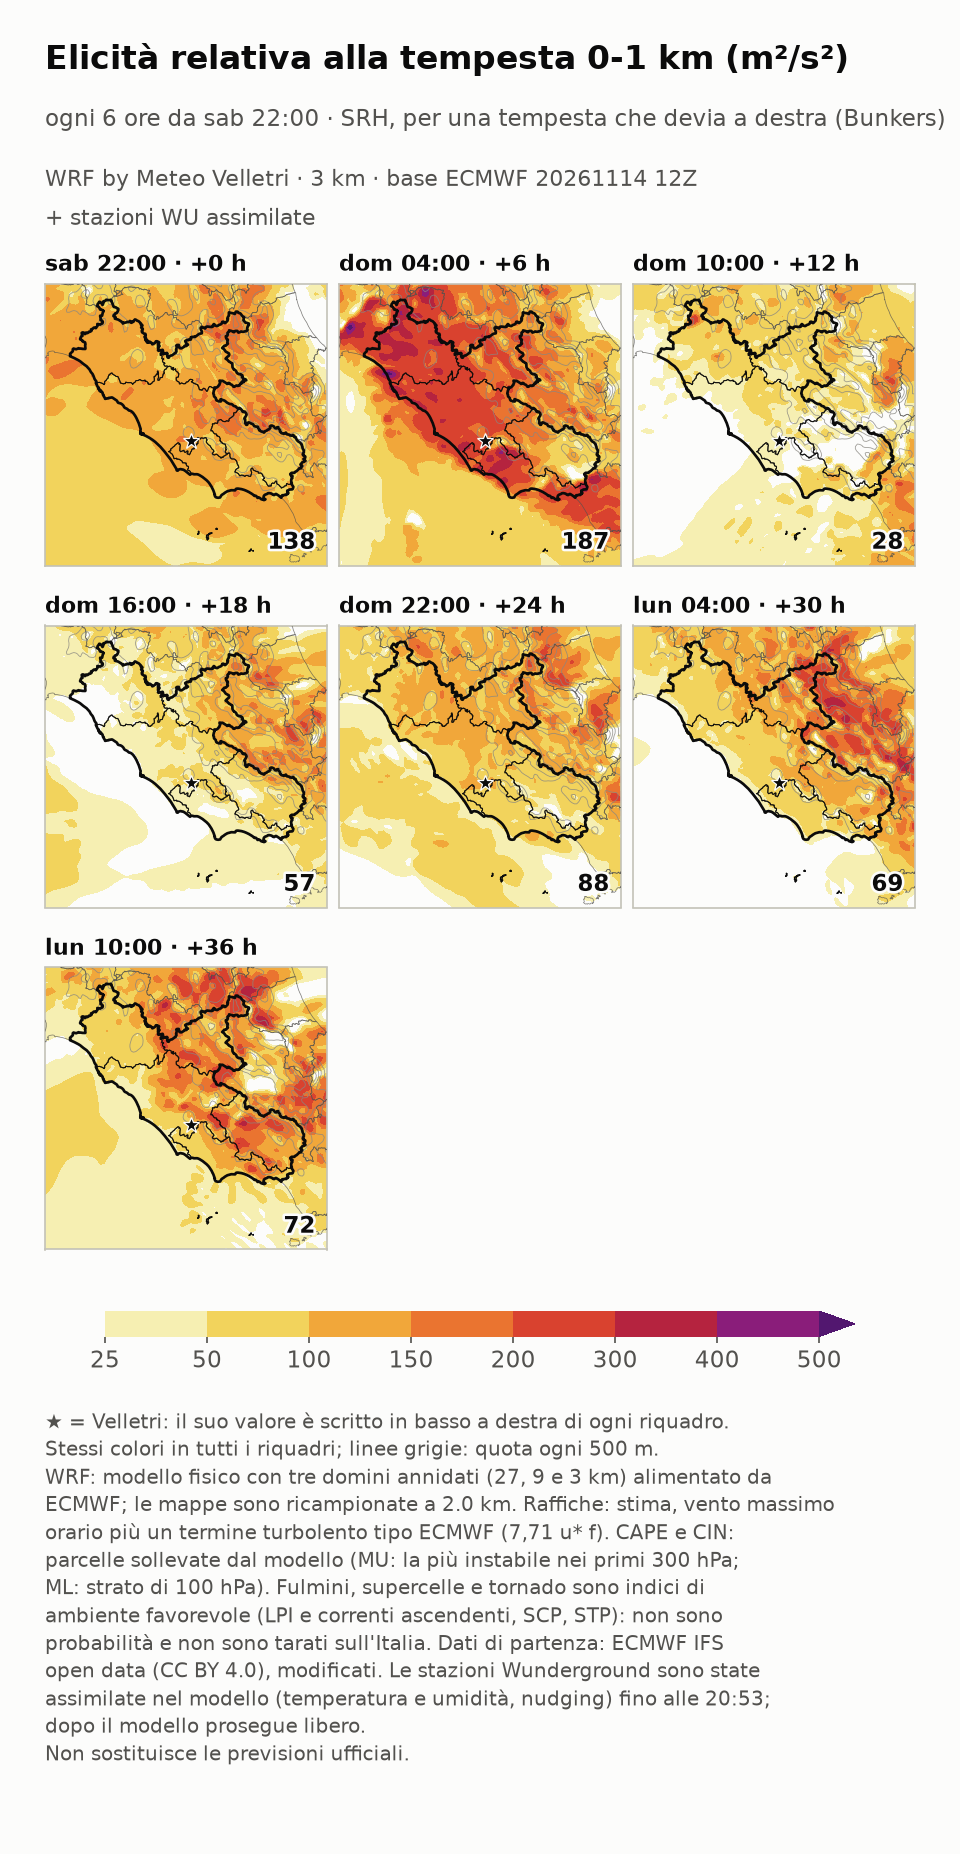 Elicità relativa alla tempesta 0-1 km (m²/s²)
ogni 6 ore da sab 22:00 · SRH, per una tempesta che devia a destra (Bunkers)
WRF by Meteo Velletri · 3 km · base ECMWF 20261114 12Z
+ stazioni WU assimilate
sab 22:00 · +0 h
dom 04:00 · +6 h
dom 10:00 · +12 h
138
187
28
dom 16:00 · +18 h
dom 22:00 · +24 h
lun 04:00 · +30 h
57
88
69
lun 10:00 · +36 h
72
25 50 100 150 200 300 400 500
★ = Velletri: il suo valore è scritto in basso a destra di ogni riquadro.
Stessi colori in tutti i riquadri; linee grigie: quota ogni 500 m.
WRF: modello fisico con tre domini annidati (27, 9 e 3 km) alimentato da
ECMWF; le mappe sono ricampionate a 2.0 km. Raffiche: stima, vento massimo
orario più un termine turbolento tipo ECMWF (7,71 u* f). CAPE e CIN:
parcelle sollevate dal modello (MU: la più instabile nei primi 300 hPa;
ML: strato di 100 hPa). Fulmini, supercelle e tornado sono indici di
ambiente favorevole (LPI e correnti ascendenti, SCP, STP): non sono
probabilità e non sono tarati sull'Italia. Dati di partenza: ECMWF IFS
open data (CC BY 4.0), modificati. Le stazioni Wunderground sono state
assimilate nel modello (temperatura e umidità, nudging) fino alle 20:53;
dopo il modello prosegue libero.
Non sostituisce le previsioni ufficiali.